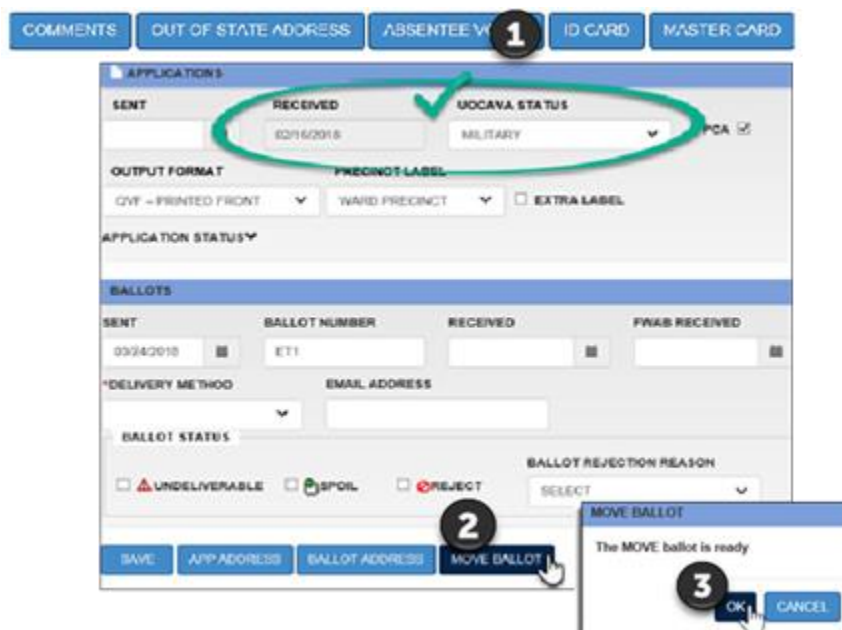 COMMENTS OUT OF STATE ADDRESS ABSENTEE 1 ID CARD MASTER CARD
APPLICATIONS
SENT RECEIVED UOCAVA STATUS
02/16/2018 MILITARY PCA
OUTPUT FORMAT PRECINCT LABEL
QVF – PRINTED FRONT WARD PRECINCT EXTRA LABEL
APPLICATION STATUS
BALLOTS
SENT BALLOT NUMBER RECEIVED FWAB RECEIVED
03/24/2018 ET1
*DELIVERY METHOD EMAIL ADDRESS
BALLOT STATUS
BALLOT REJECTION REASON
UNDELIVERABLE SPOIL REJECT SELECT
2
MOVE BALLOT
The MOVE ballot is ready
SAVE APP ADDRESS BALLOT ADDRESS MOVE BALLOT
3
OK CANCEL